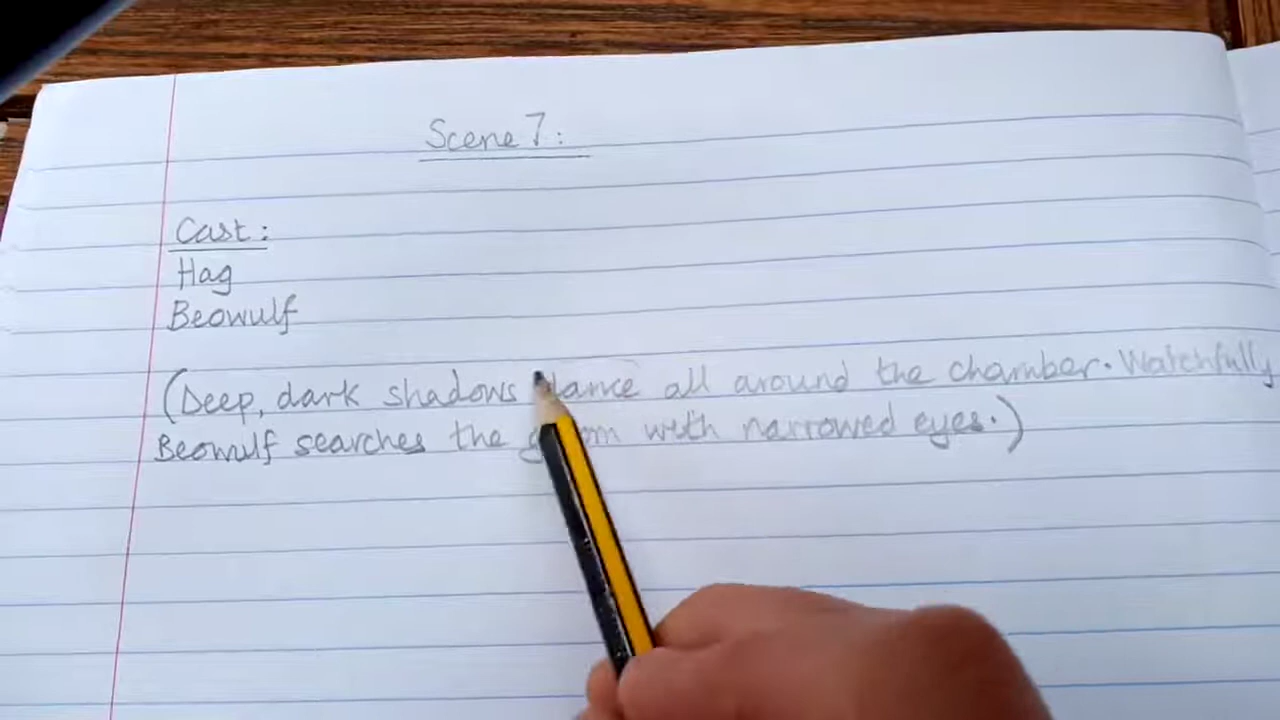 Scene 7:
Cast:
Hag
Beowulf
(Deep, dark shadows dance all around the chamber. Watchfully
Beowulf searches the gloom with narrowed eyes.)